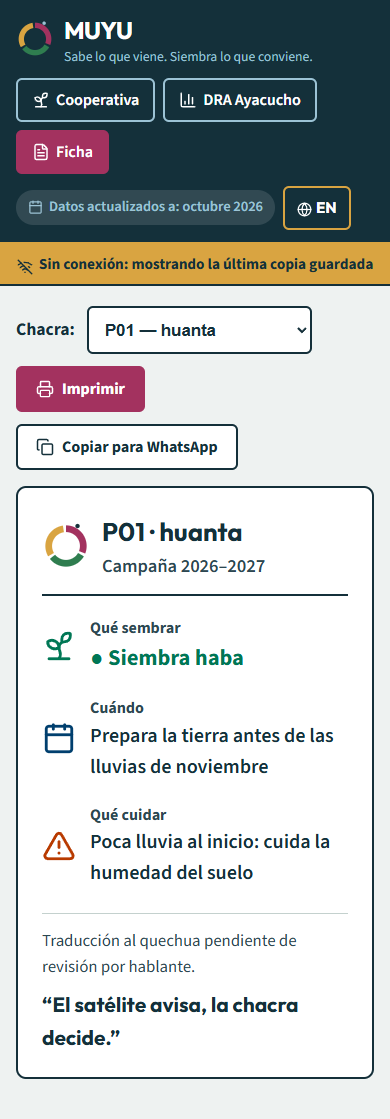 MUYU
Sabe lo que viene. Siembra lo que conviene.
Cooperativa
DRA Ayacucho
Ficha
Datos actualizados a: octubre 2026
EN
Sin conexión: mostrando la última copia guardada
Chacra:
P01 — huanta
Imprimir
Copiar para WhatsApp
P01 · huanta
Campaña 2026–2027
Qué sembrar
● Siembra haba
Cuándo
Prepara la tierra antes de las
lluvias de noviembre
Qué cuidar
Poca lluvia al inicio: cuida la
humedad del suelo
Traducción al quechua pendiente de
revisión por hablante.
“El satélite avisa, la chacra
decide.”